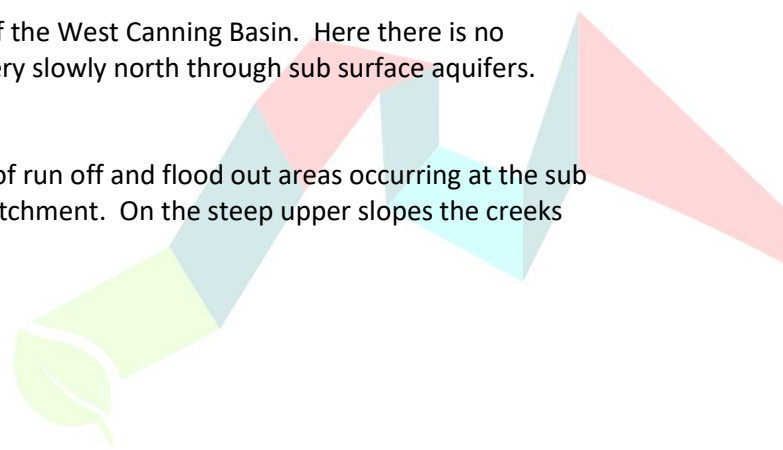 f the West Canning Basin. Here there is no
ery slowly north through sub surface aquifers.
of run off and flood out areas occurring at the sub
tchment. On the steep upper slopes the creeks